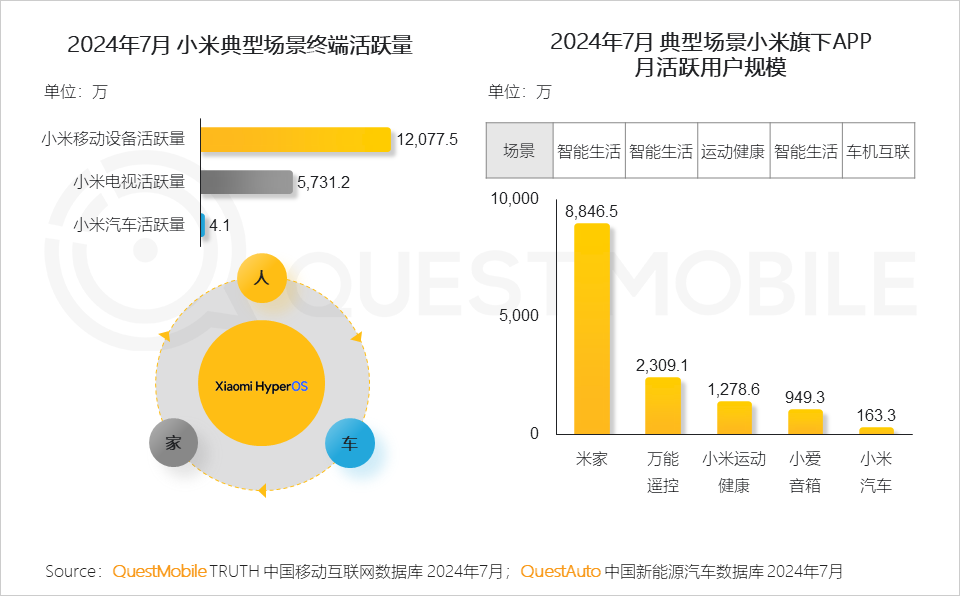 2024年7月 小米典型场景终端活跃量
单位：万
小米移动设备活跃量 12,077.5
小米电视活跃量 5,731.2
小米汽车活跃量 4.1
人
Xiaomi HyperOS
家
车
2024年7月 典型场景小米旗下APP
月活跃用户规模
单位：万
场景 智能生活 智能生活 运动健康 智能生活 车机互联
10,000
5,000
0
8,846.5
2,309.1
1,278.6
949.3
163.3
米家
万能
遥控
小米运动
健康
小爱
音箱
小米
汽车
QUESTMOBILE
Source：QuestMobile TRUTH 中国移动互联网数据库 2024年7月；QuestAuto 中国新能源汽车数据库 2024年7月